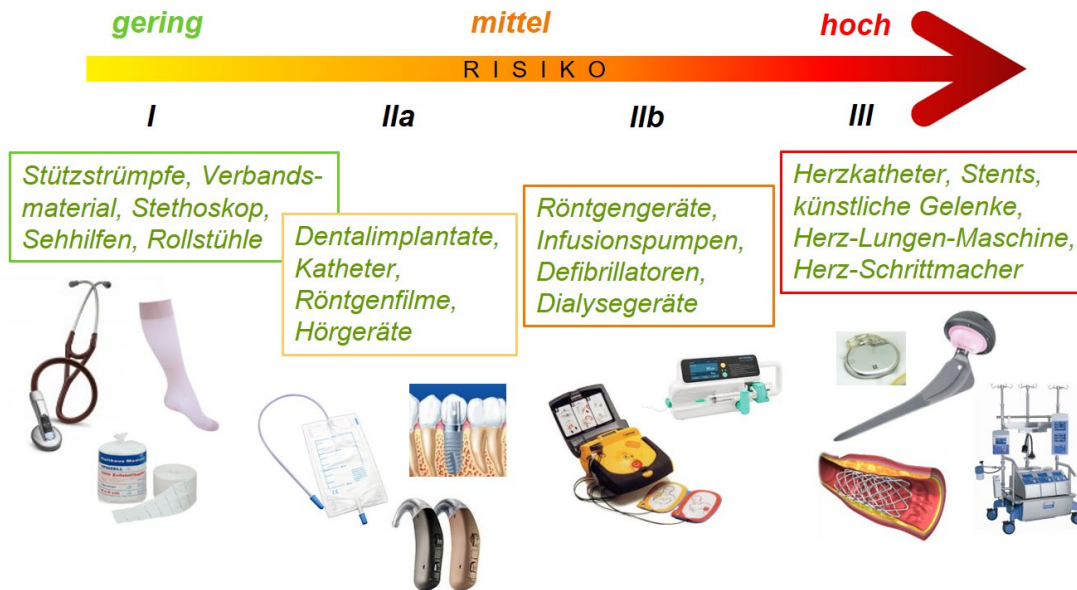 gering
mittel
hoch
RISIKO
I
IIa
IIb
III
Stützstrümpfe, Verbands-
material, Stethoskop,
Sehhilfen, Rollstühle
Dentalimplantate,
Katheter,
Röntgenfilme,
Hörgeräte
Röntgengeräte,
Infusionspumpen,
Defibrillatoren,
Dialysegeräte
Herzkatheter, Stents,
künstliche Gelenke,
Herz-Lungen-Maschine,
Herz-Schrittmacher